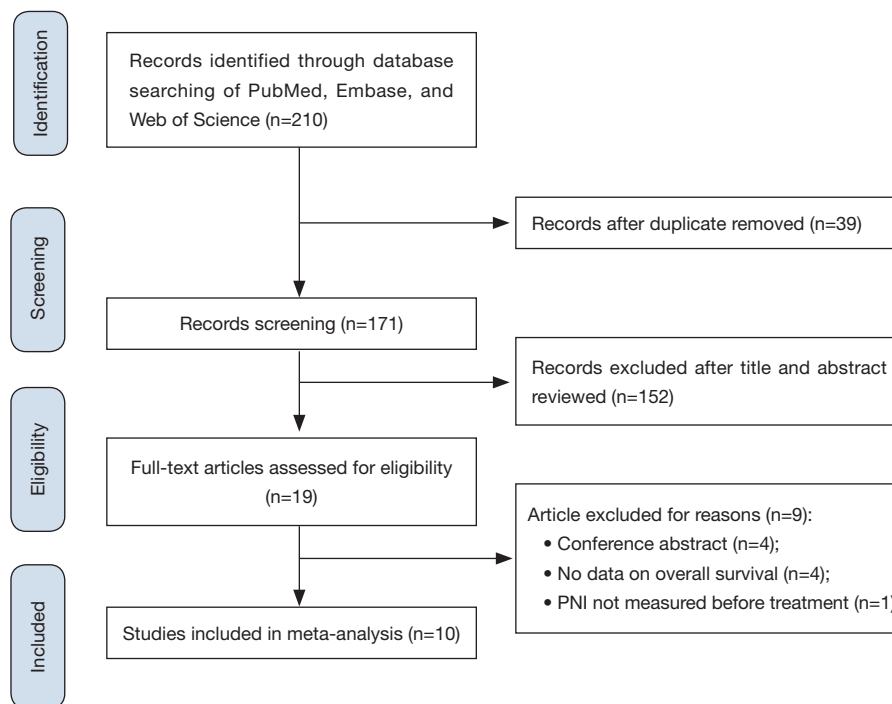 Identification
Records identified through database
searching of PubMed, Embase, and
Web of Science (n=210)
Records after duplicate removed (n=39)
Screening
Records screening (n=171)
Records excluded after title and abstract
reviewed (n=152)
Eligibility
Full-text articles assessed for eligibility
(n=19)
Article excluded for reasons (n=9):
• Conference abstract (n=4);
• No data on overall survival (n=4);
• PNI not measured before treatment (n=1)
Included
Studies included in meta-analysis (n=10)